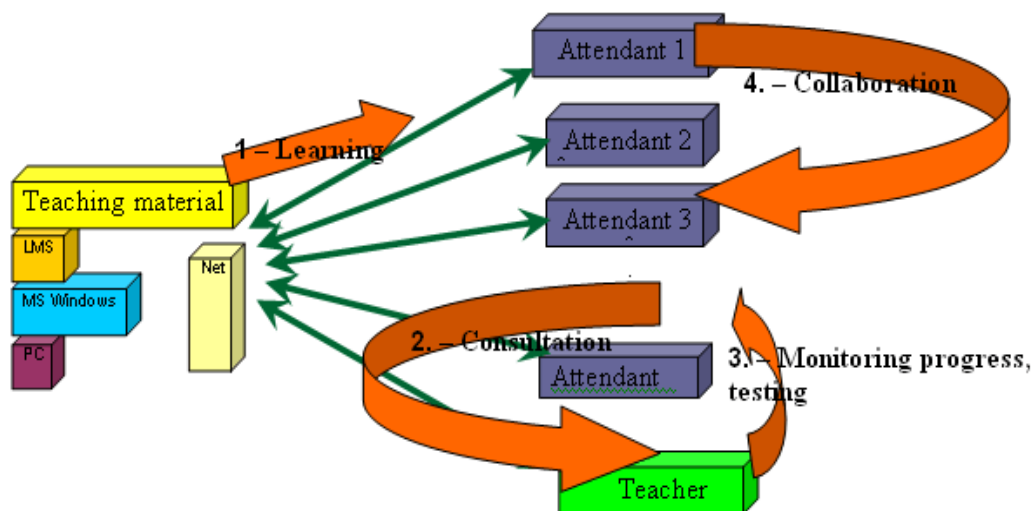 Attendant 1
4. – Collaboration
1 – Learning
Attendant 2
Teaching material
Attendant 3
LMS
Net
MS Windows
2. – Consultation
PC
Attendant
3. – Monitoring progress,
testing
Teacher